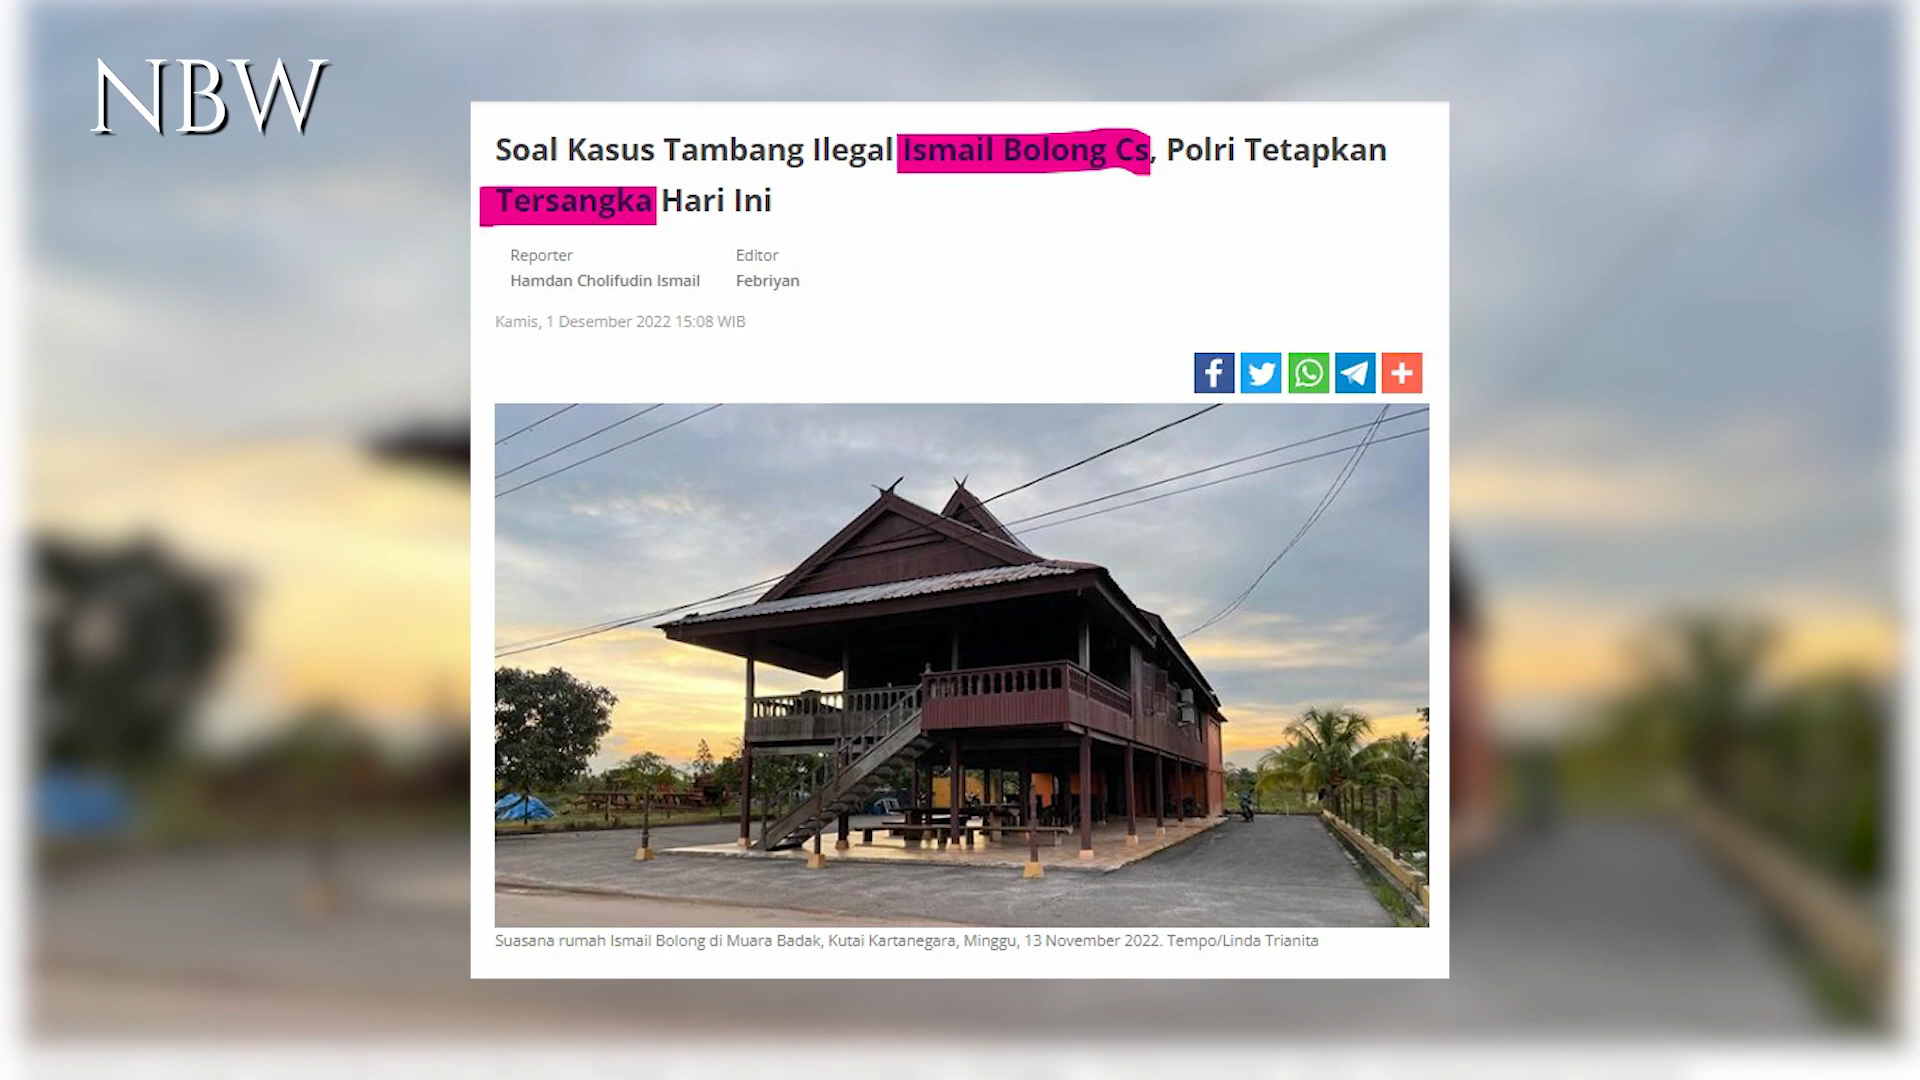 NBW
Soal Kasus Tambang Ilegal Ismail Bolong Cs, Polri Tetapkan
Tersangka Hari Ini
Reporter Editor
Hamdan Cholifudin Ismail Febriyan
Kamis, 1 Desember 2022 15:08 WIB
Suasana rumah Ismail Bolong di Muara Badak, Kutai Kartanegara, Minggu, 13 November 2022. Tempo/Linda Trianita